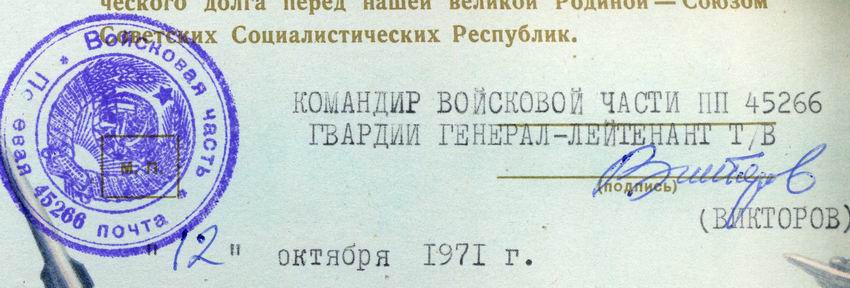 ческого долга перед нашей великой Родиной — Союзом
Советских Социалистических Республик.
Войсковая часть
45266
почта
М. П.
КОМАНДИР ВОЙСКОВОЙ ЧАСТИ ПП 45266
ГВАРДИИ ГЕНЕРАЛ-ЛЕЙТЕНАНТ Т/В
(подпись)
(ВИКТОРОВ)
"12" октября 1971 г.